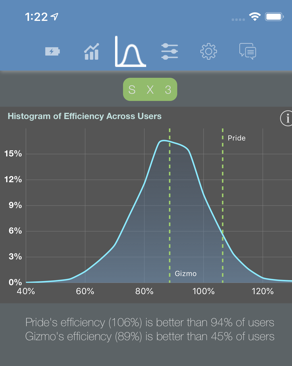 1:22
S X 3
Histogram of Efficiency Across Users
i
Pride
15%
12%
9%
6%
3%
0%
Gizmo
40% 60% 80% 100% 120%
Pride's efficiency (106%) is better than 94% of users
Gizmo's efficiency (89%) is better than 45% of users